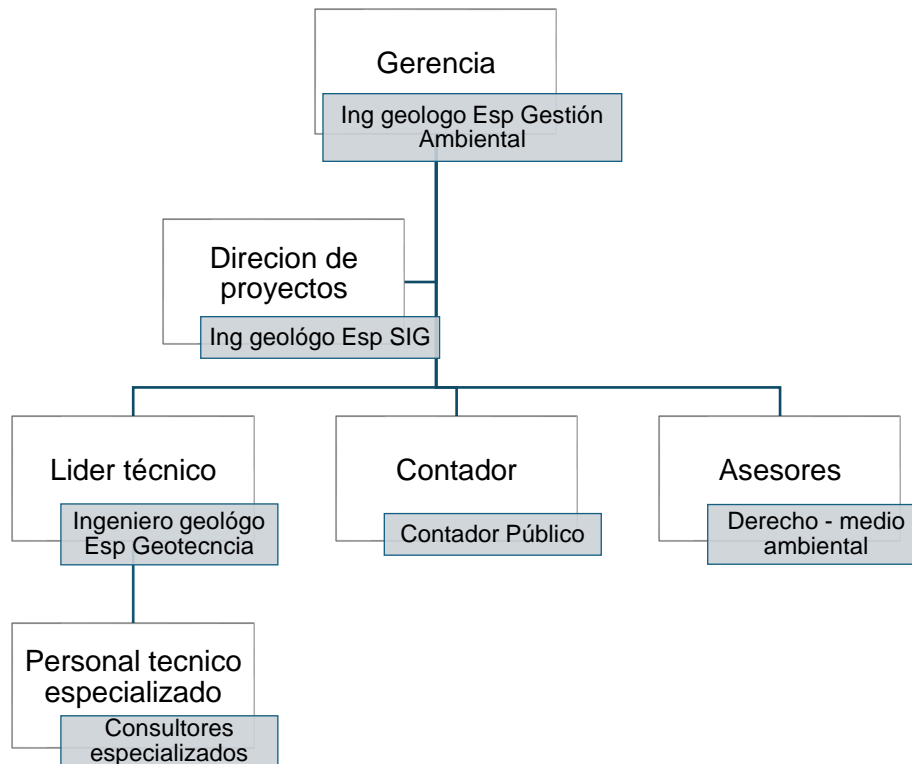 Gerencia
Ing geologo Esp Gestión
Ambiental
Direcion de
proyectos
Ing geológo Esp SIG
Lider técnico
Ingeniero geológo
Esp Geotecncia
Contador
Contador Público
Asesores
Derecho - medio
ambiental
Personal tecnico
especializado
Consultores
especializados